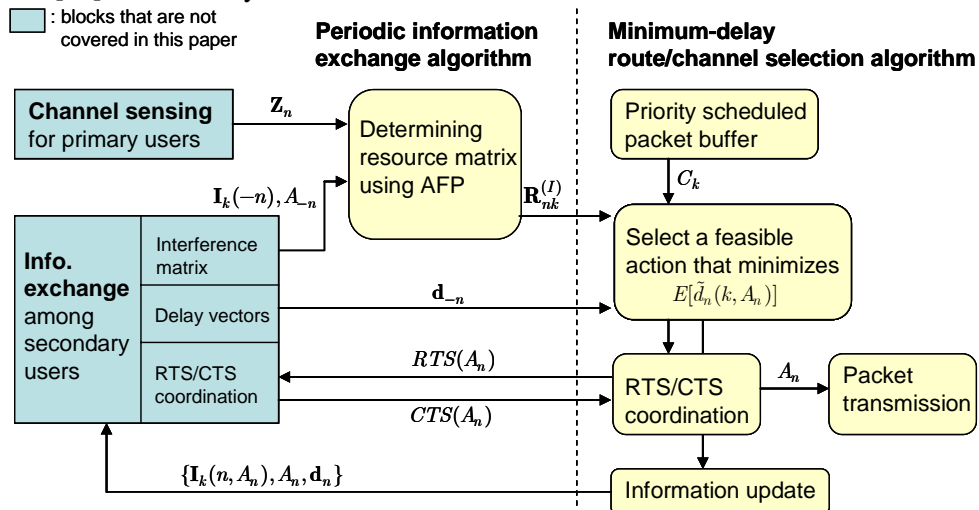 : blocks that are not
covered in this paper
Periodic information
exchange algorithm
Minimum-delay
route/channel selection algorithm
Channel sensing
for primary users
Z_n
Determining
resource matrix
using AFP
Priority scheduled
packet buffer
C_k
I_k(−n), A_{−n}
R_{nk}^{(I)}
Info.
exchange
among
secondary
users
Interference
matrix
Delay vectors
RTS/CTS
coordination
Select a feasible
action that minimizes
E[d̃_n(k, A_n)]
d_{−n}
RTS(A_n)
CTS(A_n)
RTS/CTS
coordination
A_n
Packet
transmission
{I_k(n, A_n), A_n, d_n}
Information update